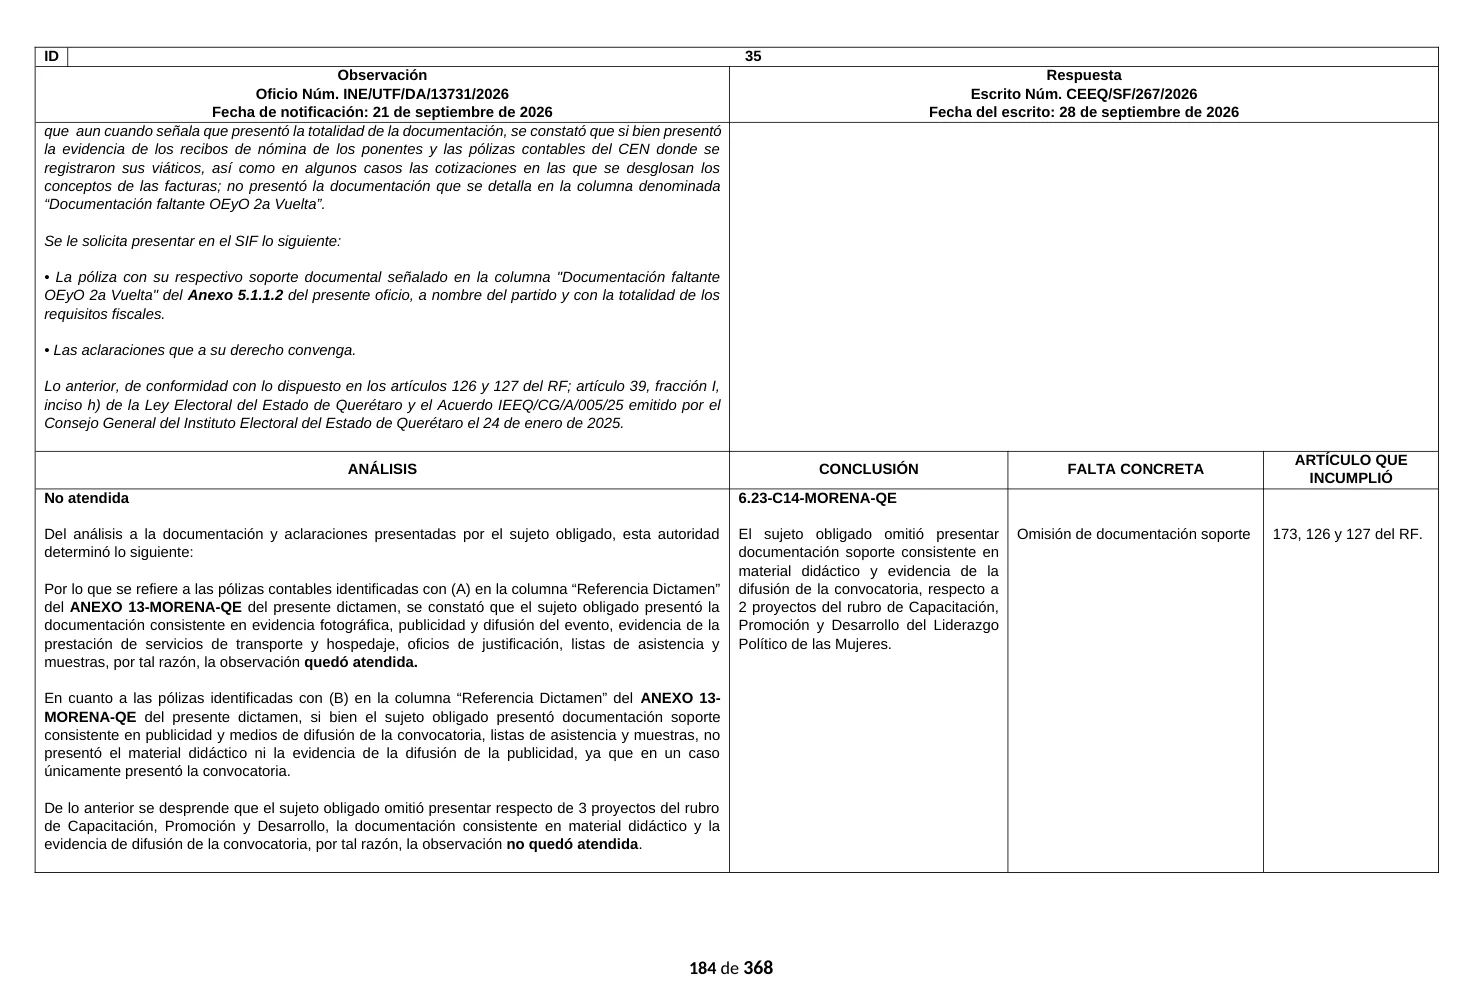 ID 35
Observación
Oficio Núm. INE/UTF/DA/13731/2026
Fecha de notificación: 21 de septiembre de 2026
Respuesta
Escrito Núm. CEEQ/SF/267/2026
Fecha del escrito: 28 de septiembre de 2026
que aun cuando señala que presentó la totalidad de la documentación, se constató que si bien presentó
la evidencia de los recibos de nómina de los ponentes y las pólizas contables del CEN donde se
registraron sus viáticos, así como en algunos casos las cotizaciones en las que se desglosan los
conceptos de las facturas; no presentó la documentación que se detalla en la columna denominada
“Documentación faltante OEyO 2a Vuelta”.
Se le solicita presentar en el SIF lo siguiente:
• La póliza con su respectivo soporte documental señalado en la columna "Documentación faltante
OEyO 2a Vuelta" del Anexo 5.1.1.2 del presente oficio, a nombre del partido y con la totalidad de los
requisitos fiscales.
• Las aclaraciones que a su derecho convenga.
Lo anterior, de conformidad con lo dispuesto en los artículos 126 y 127 del RF; artículo 39, fracción I,
inciso h) de la Ley Electoral del Estado de Querétaro y el Acuerdo IEEQ/CG/A/005/25 emitido por el
Consejo General del Instituto Electoral del Estado de Querétaro el 24 de enero de 2025.
ANÁLISIS
CONCLUSIÓN
FALTA CONCRETA
ARTÍCULO QUE
INCUMPLIÓ
No atendida
Del análisis a la documentación y aclaraciones presentadas por el sujeto obligado, esta autoridad
determinó lo siguiente:
Por lo que se refiere a las pólizas contables identificadas con (A) en la columna “Referencia Dictamen”
del ANEXO 13-MORENA-QE del presente dictamen, se constató que el sujeto obligado presentó la
documentación consistente en evidencia fotográfica, publicidad y difusión del evento, evidencia de la
prestación de servicios de transporte y hospedaje, oficios de justificación, listas de asistencia y
muestras, por tal razón, la observación quedó atendida.
En cuanto a las pólizas identificadas con (B) en la columna “Referencia Dictamen” del ANEXO 13-
MORENA-QE del presente dictamen, si bien el sujeto obligado presentó documentación soporte
consistente en publicidad y medios de difusión de la convocatoria, listas de asistencia y muestras, no
presentó el material didáctico ni la evidencia de la difusión de la publicidad, ya que en un caso
únicamente presentó la convocatoria.
De lo anterior se desprende que el sujeto obligado omitió presentar respecto de 3 proyectos del rubro
de Capacitación, Promoción y Desarrollo, la documentación consistente en material didáctico y la
evidencia de difusión de la convocatoria, por tal razón, la observación no quedó atendida.
6.23-C14-MORENA-QE
El sujeto obligado omitió presentar
documentación soporte consistente en
material didáctico y evidencia de la
difusión de la convocatoria, respecto a
2 proyectos del rubro de Capacitación,
Promoción y Desarrollo del Liderazgo
Político de las Mujeres.
Omisión de documentación soporte
173, 126 y 127 del RF.
184 de 368